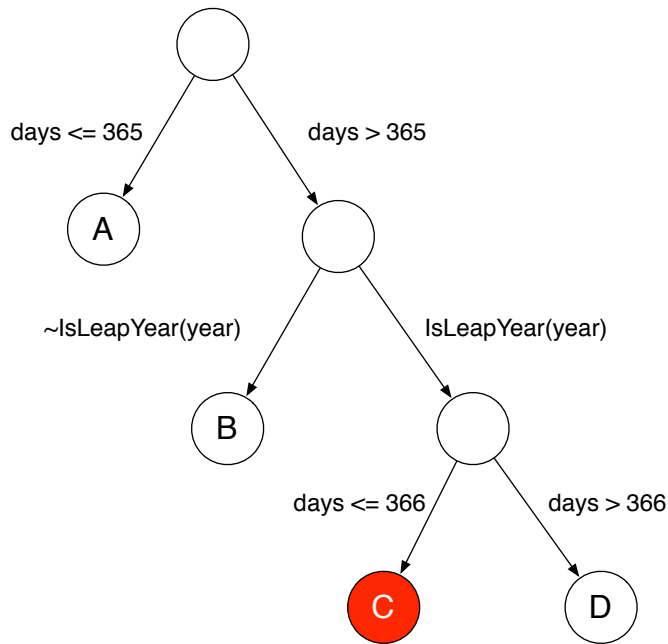 days <= 365
days > 365
A
~IsLeapYear(year)
IsLeapYear(year)
B
days <= 366
days > 366
C
D